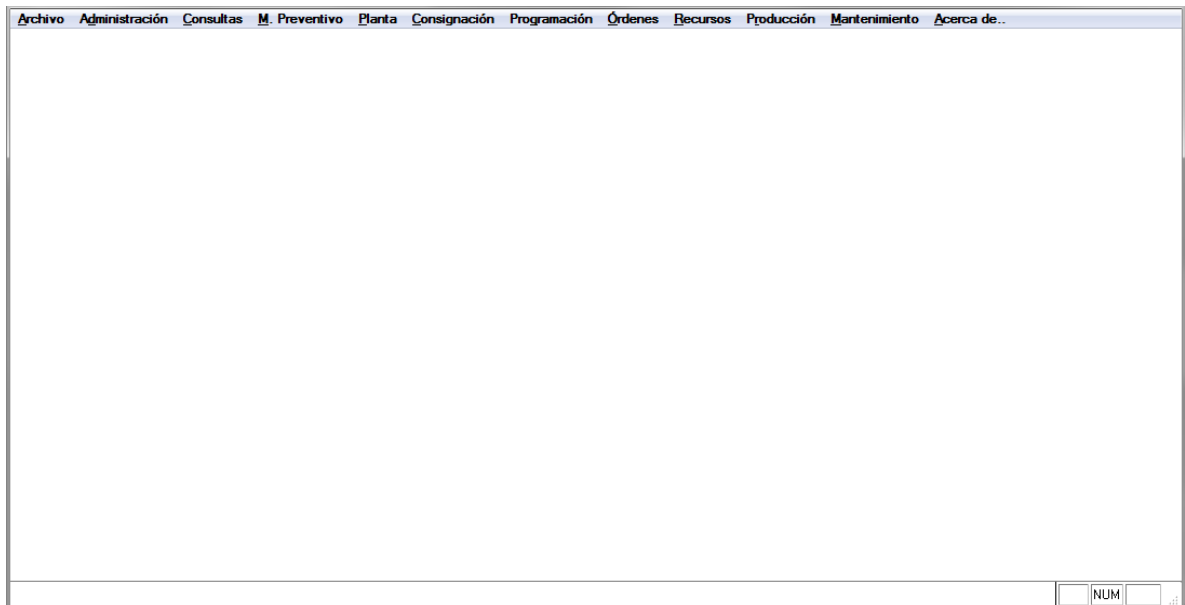 Archivo Administración Consultas M. Preventivo Planta Consignación Programación Órdenes Recursos Producción Mantenimiento Acerca de..
NUM